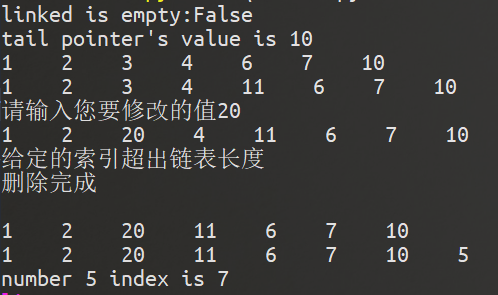 linked is empty:False
tail pointer's value is 10
1 2 3 4 6 7 10
1 2 3 4 11 6 7 10
请输入您要修改的值20
1 2 20 4 11 6 7 10
给定的索引超出链表长度
删除完成
1 2 20 11 6 7 10
1 2 20 11 6 7 10 5
number 5 index is 7